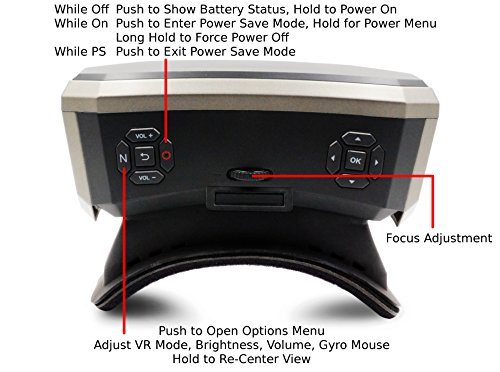 While Off Push to Show Battery Status, Hold to Power On
While On Push to Enter Power Save Mode, Hold for Power Menu
Long Hold to Force Power Off
While PS Push to Exit Power Save Mode
VOL +
N
VOL −
OK
Focus Adjustment
Push to Open Options Menu
Adjust VR Mode, Brightness, Volume, Gyro Mouse
Hold to Re-Center View